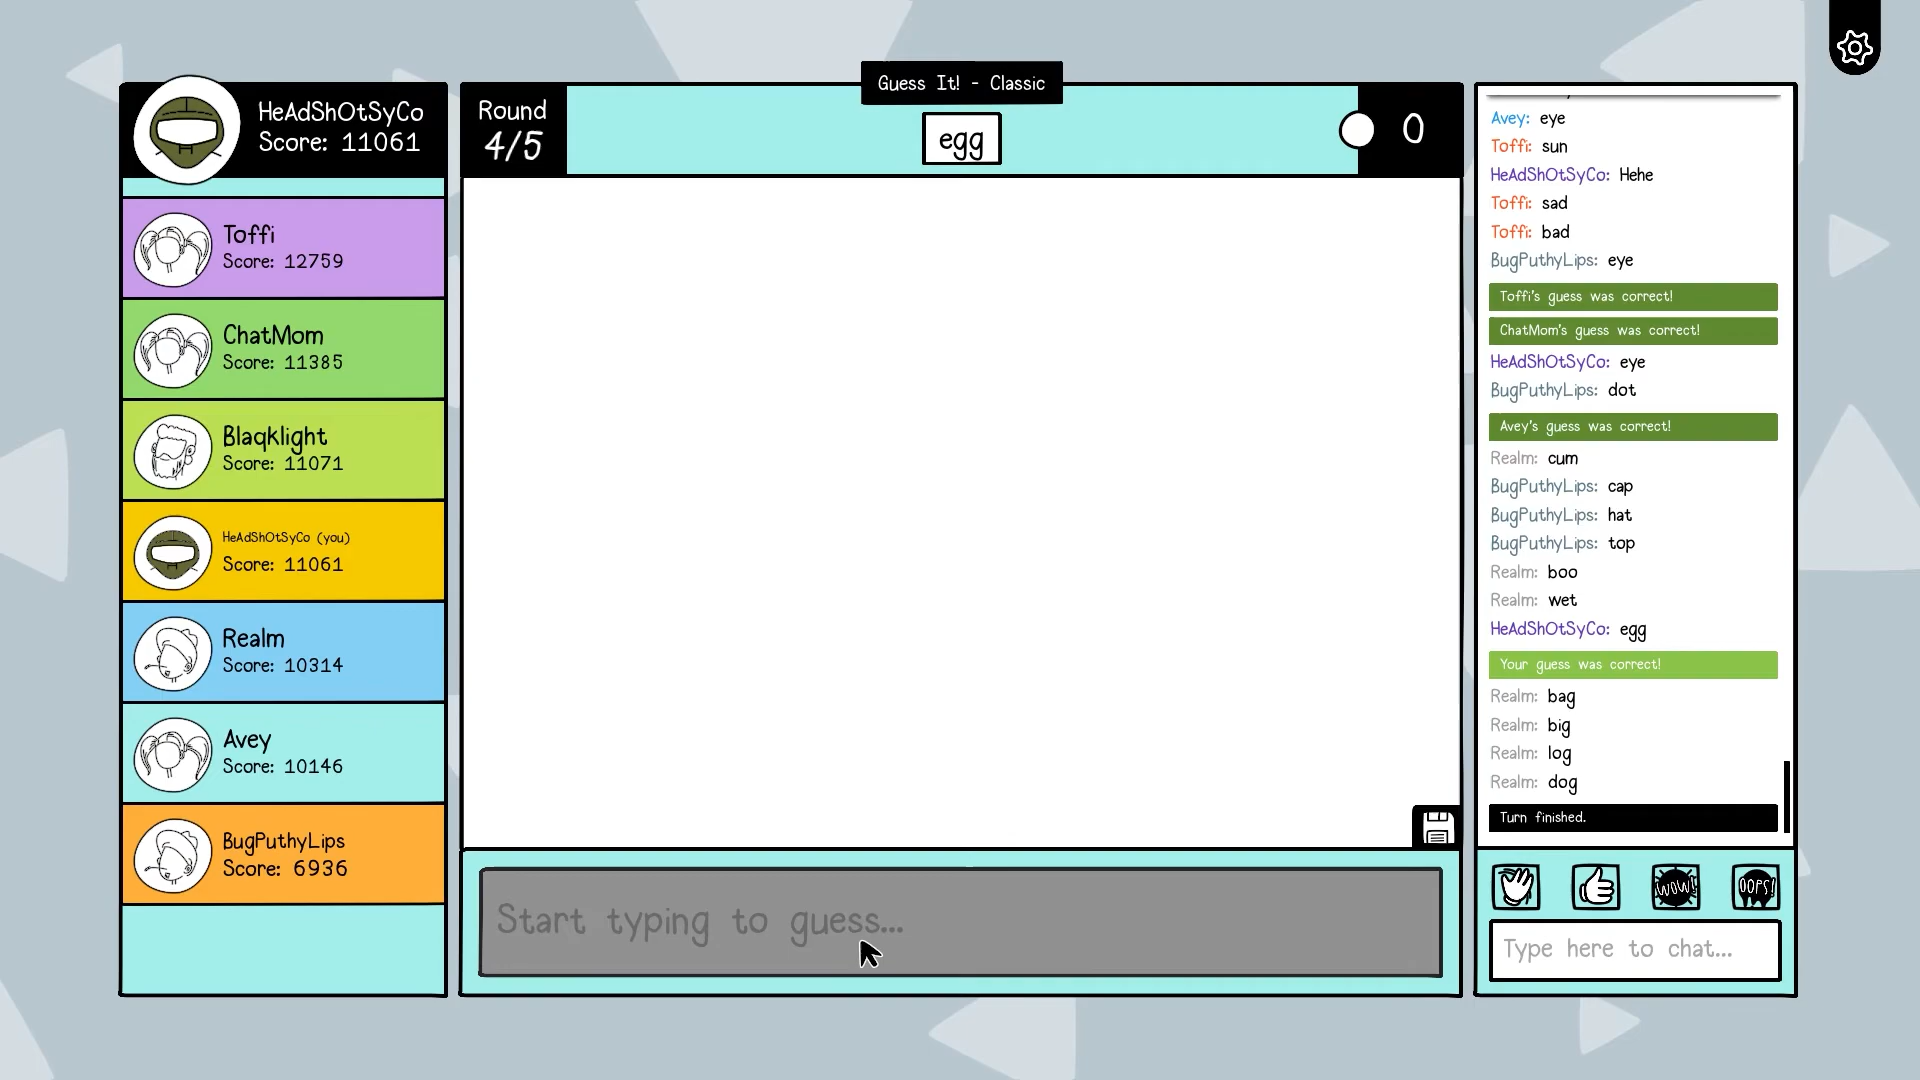 HeAdShOtSyCo
Score: 11061
Toffi
Score: 12759
ChatMom
Score: 11385
Blaqklight
Score: 11071
HeAdShOtSyCo (you)
Score: 11061
Realm
Score: 10314
Avey
Score: 10146
BugPuthyLips
Score: 6936
Guess It! - Classic
Round
4/5
egg
0
Start typing to guess...
Avey: eye
Toffi: sun
HeAdShOtSyCo: Hehe
Toffi: sad
Toffi: bad
BugPuthyLips: eye
Toffi's guess was correct!
ChatMom's guess was correct!
HeAdShOtSyCo: eye
BugPuthyLips: dot
Avey's guess was correct!
Realm: cum
BugPuthyLips: cap
BugPuthyLips: hat
BugPuthyLips: top
Realm: boo
Realm: wet
HeAdShOtSyCo: egg
Your guess was correct!
Realm: bag
Realm: big
Realm: log
Realm: dog
Turn finished.
WOW!
OOPS!
Type here to chat...